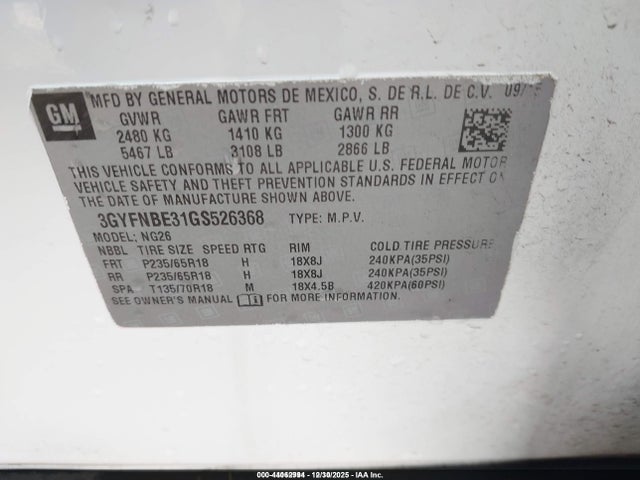 GM
MFD BY GENERAL MOTORS DE MEXICO, S. DE R.L. DE C.V. 09/15
GVWR GAWR FRT GAWR RR
2480 KG 1410 KG 1300 KG
5467 LB 3108 LB 2866 LB
THIS VEHICLE CONFORMS TO ALL APPLICABLE U.S. FEDERAL MOTOR
VEHICLE SAFETY AND THEFT PREVENTION STANDARDS IN EFFECT ON
THE DATE OF MANUFACTURE SHOWN ABOVE.
3GYFNBE31GS526368 TYPE: M.P.V.
MODEL: NG26
NBBL TIRE SIZE SPEED RTG RIM COLD TIRE PRESSURE
FRT P235/65R18 H 18X8J 240KPA(35PSI)
RR P235/65R18 H 18X8J 240KPA(35PSI)
SPA T135/70R18 M 18X4.5B 420KPA(60PSI)
SEE OWNER'S MANUAL FOR MORE INFORMATION.
000-44062994 - 12/30/2025 - IAA Inc.